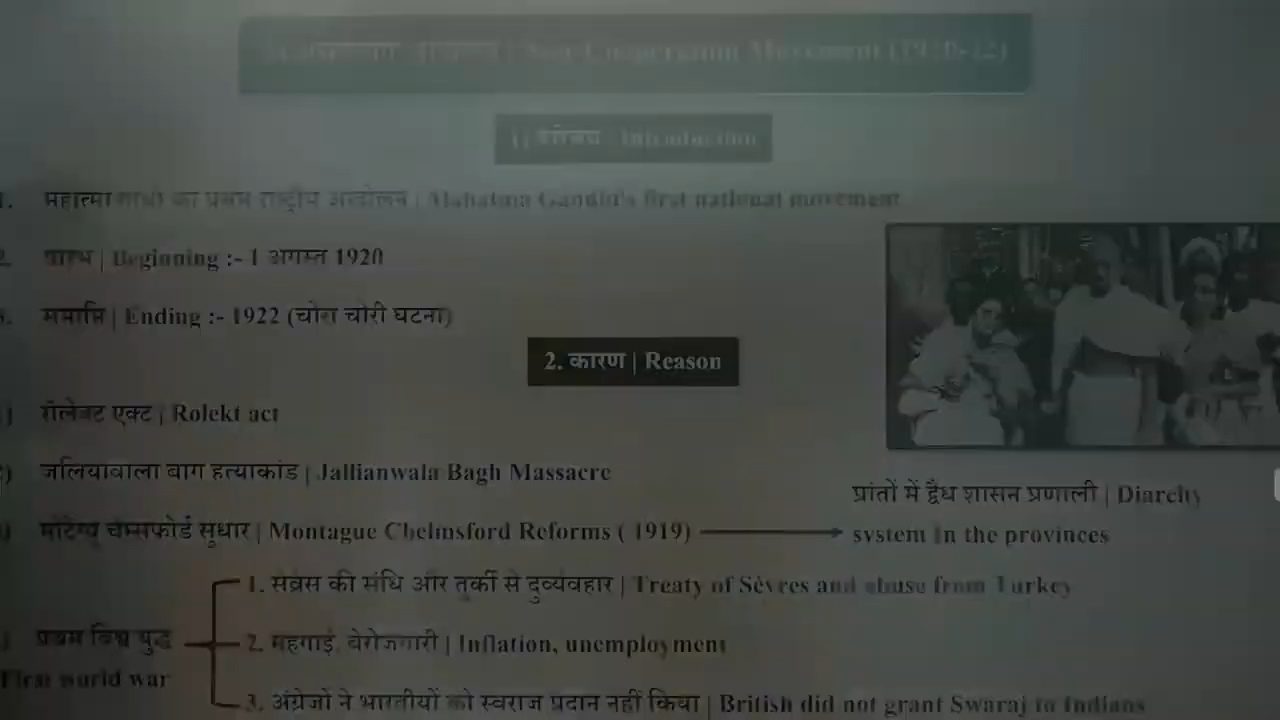 Non-Cooperation Movement (1920-22)
1) परिचय | Introduction
1. महात्मा गांधी का प्रथम राष्ट्रीय आन्दोलन | Mahatma Gandhi's first national movement
2. प्रारंभ | Beginning :- 1 अगस्त 1920
समाप्ति | Ending :- 1922 (चोरा चोरी घटना)
2. कारण | Reason
रोलेक्ट एक्ट | Rolekt act
जलियावाला बाग हत्याकांड | Jallianwala Bagh Massacre
मोंटेग्यू चेम्सफोर्ड सुधार | Montague Chelmsford Reforms ( 1919)
प्रांतों में द्वैध शासन प्रणाली | Diarchy
system in the provinces
1. सेव्रस की संधि और तुर्की से दुर्व्यवहार | Treaty of Sèvres and abuse from Turkey
प्रथम विश्व युद्ध
First world war
2. महगाई, बेरोजगारी | Inflation, unemployment
3. अंग्रेजों ने भारतीयों को स्वराज प्रदान नहीं किया | British did not grant Swaraj to Indians